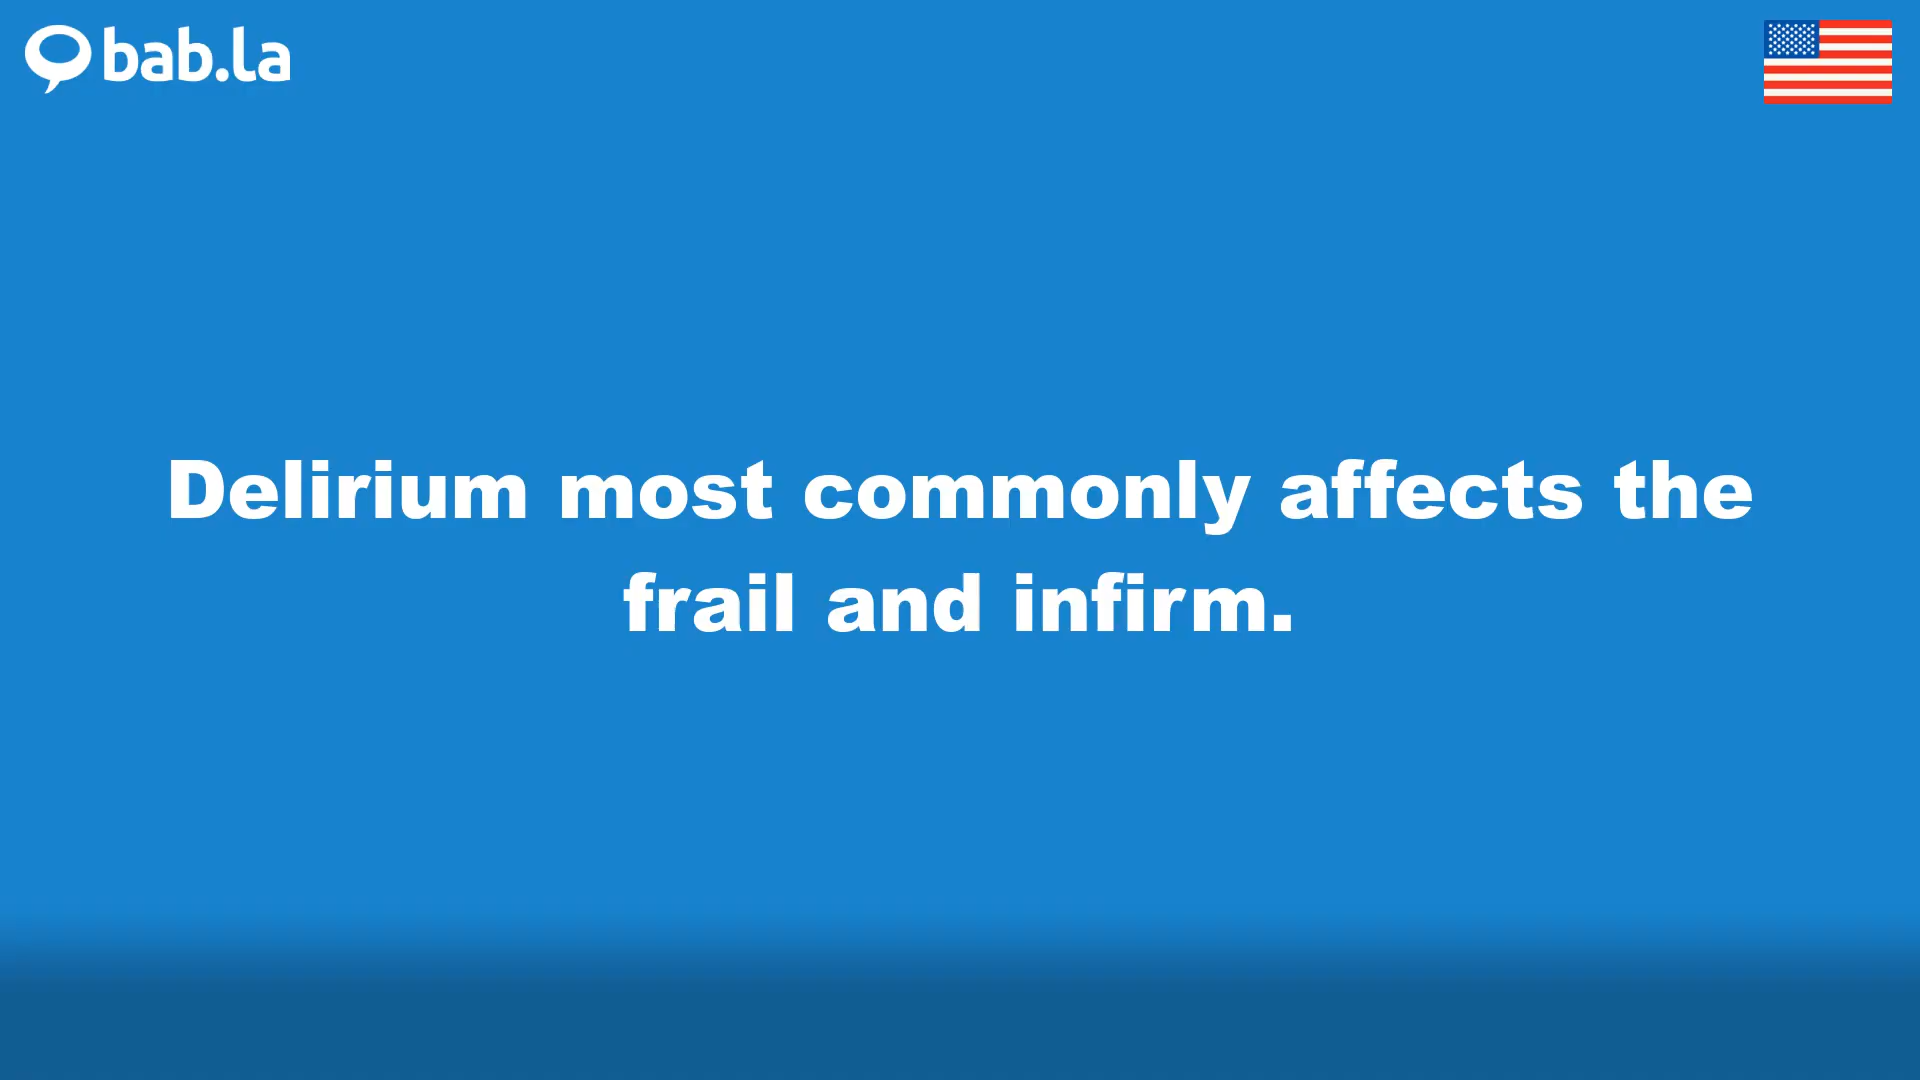 bab.la
Delirium most commonly affects the
frail and infirm.